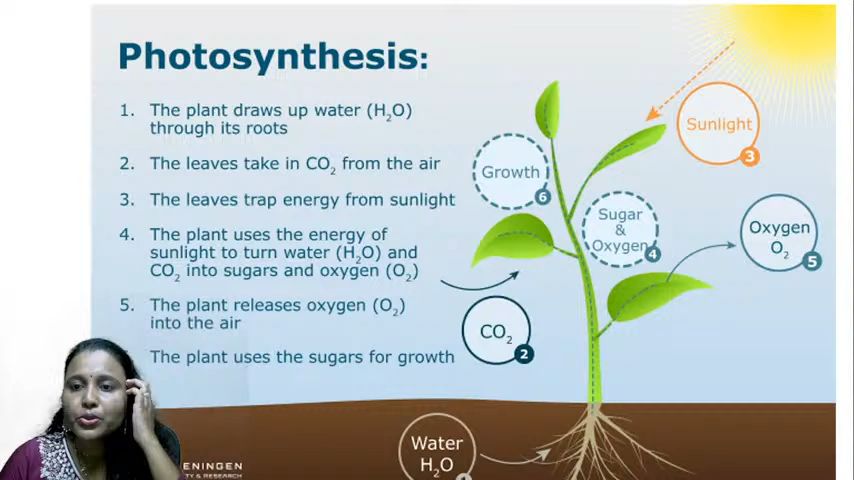 Photosynthesis:
1. The plant draws up water (H₂O)
through its roots
2. The leaves take in CO₂ from the air
3. The leaves trap energy from sunlight
4. The plant uses the energy of
sunlight to turn water (H₂O) and
CO₂ into sugars and oxygen (O₂)
5. The plant releases oxygen (O₂)
into the air
The plant uses the sugars for growth
Sunlight
3
Growth
6
Sugar
&
Oxygen
4
Oxygen
O₂
5
CO₂
2
Water
H₂O
ENINGEN
TY & RESEARCH